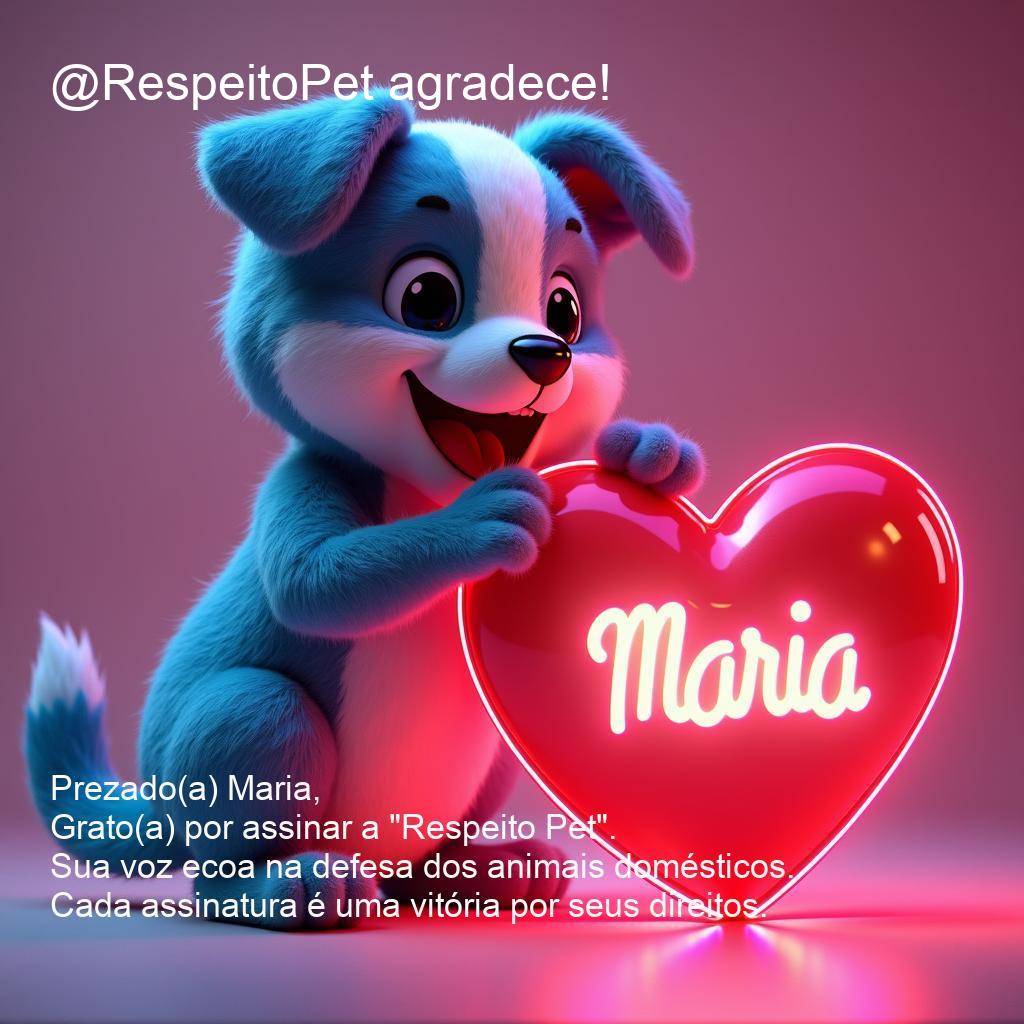 @RespeitoPet agradece!
Maria
Prezado(a) Maria,
Grato(a) por assinar a "Respeito Pet".
Sua voz ecoa na defesa dos animais domésticos.
Cada assinatura é uma vitória por seus direitos.